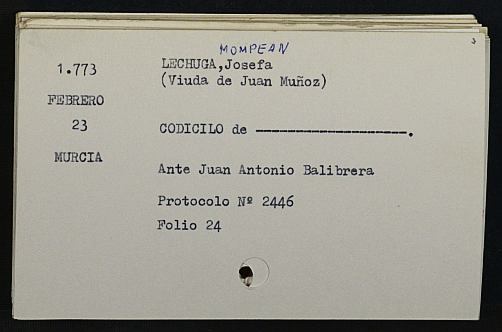 MOMPEAN
1.773 LECHUGA,Josefa
(Viuda de Juan Muñoz)
FEBRERO
23 CODICILO de -------------------.
MURCIA
Ante Juan Antonio Balibrera
Protocolo Nº 2446
Folio 24